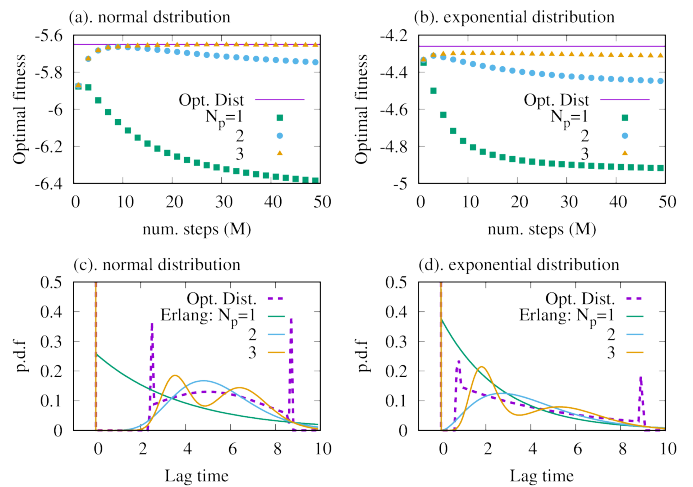 (a). normal dstribution
(b). exponential distribution
Optimal fitness
-5.6
-5.8
-6
-6.2
-6.4
Opt. Dist
Np=1
2
3
0 10 20 30 40 50
num. steps (M)
Optimal fitness
-4.2
-4.4
-4.6
-4.8
-5
Opt. Dist
Np=1
2
3
0 10 20 30 40 50
num. steps (M)
(c). normal dstribution
(d). exponential distribution
p.d.f
0.5
0.4
0.3
0.2
0.1
0
Opt. Dist.
Erlang: Np=1
2
3
0 2 4 6 8 10
Lag time
p.d.f
0.5
0.4
0.3
0.2
0.1
0
Opt. Dist.
Erlang: Np=1
2
3
0 2 4 6 8 10
Lag time